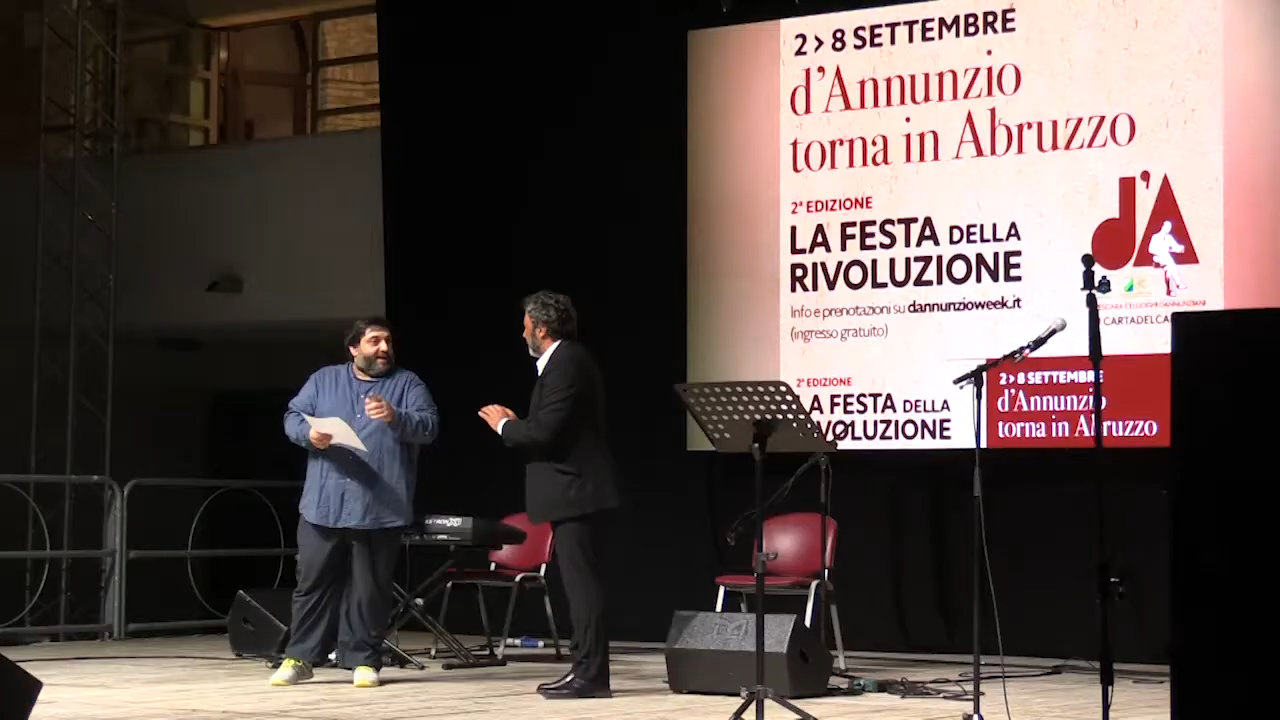 2 > 8 SETTEMBRE
d'Annunzio
torna in Abruzzo
2ª EDIZIONE
LA FESTA DELLA
RIVOLUZIONE
Info e prenotazioni su dannunzioweek.it
(ingresso gratuito)
d'A
CARTADELCA
2ª EDIZIONE
LA FESTA DELLA
RIVOLUZIONE
2 > 8 SETTEMBRE
d'Annunzio
torna in Abruzzo